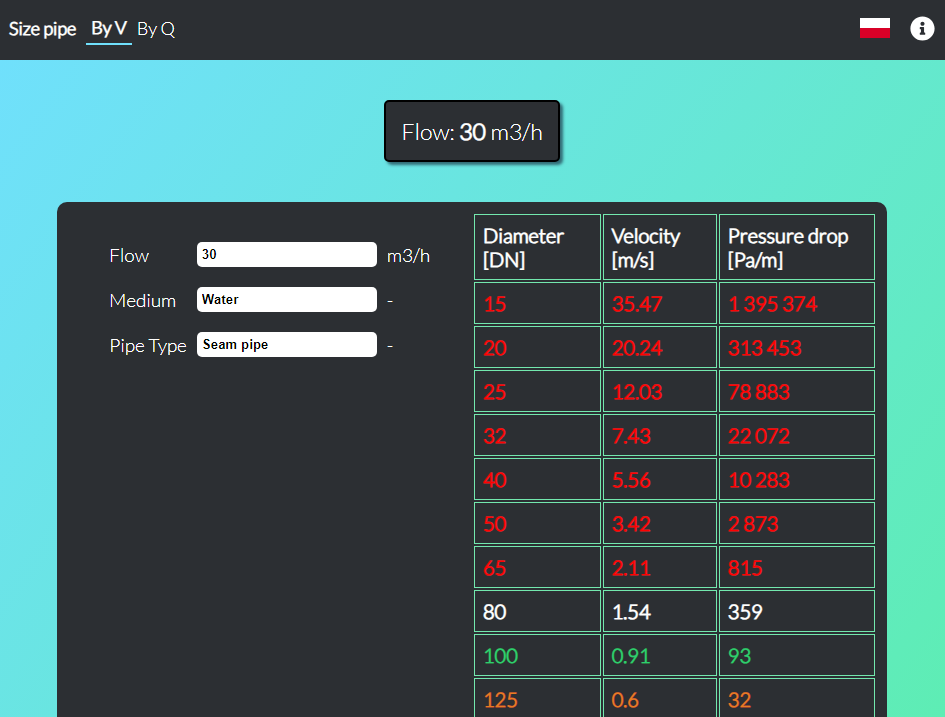 Size pipe By V By Q
Flow: 30 m3/h
Flow 30 m3/h
Medium Water -
Pipe Type Seam pipe -
Diameter [DN] Velocity [m/s] Pressure drop [Pa/m]
15 35.47 1 395 374
20 20.24 313 453
25 12.03 78 883
32 7.43 22 072
40 5.56 10 283
50 3.42 2 873
65 2.11 815
80 1.54 359
100 0.91 93
125 0.6 32